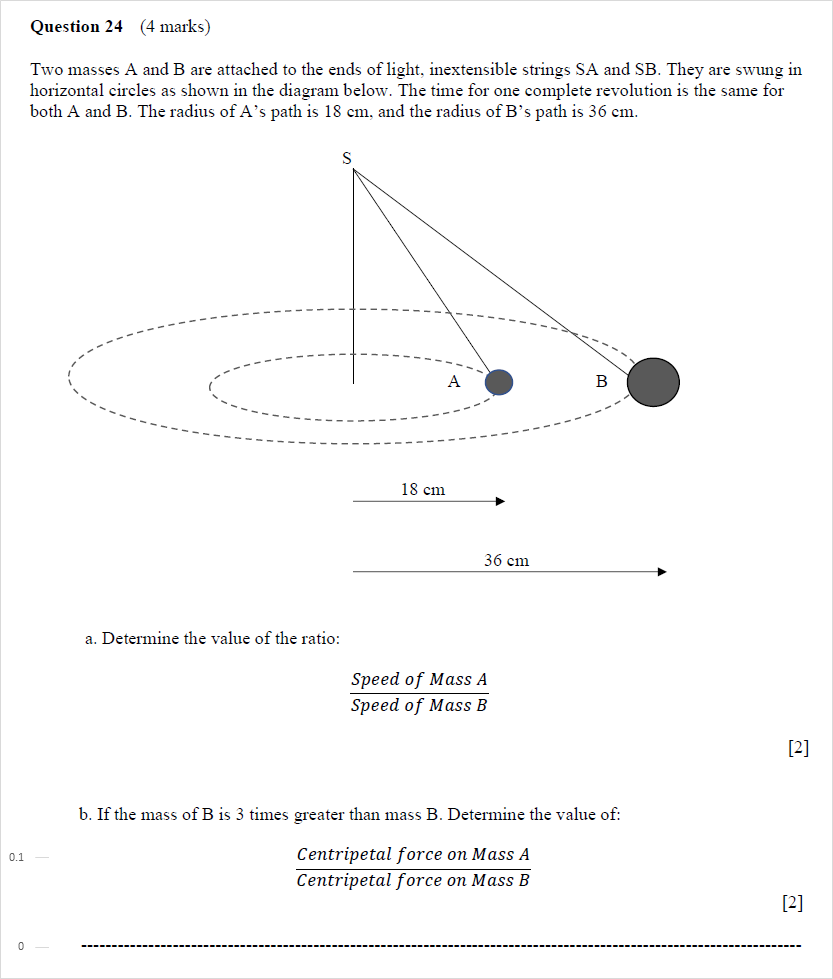 Question 24 (4 marks)
Two masses A and B are attached to the ends of light, inextensible strings SA and SB. They are swung in
horizontal circles as shown in the diagram below. The time for one complete revolution is the same for
both A and B. The radius of A’s path is 18 cm, and the radius of B’s path is 36 cm.
S
A
B
18 cm
36 cm
a. Determine the value of the ratio:
Speed of Mass A
Speed of Mass B
[2]
b. If the mass of B is 3 times greater than mass B. Determine the value of:
0.1
Centripetal force on Mass A
Centripetal force on Mass B
[2]
0